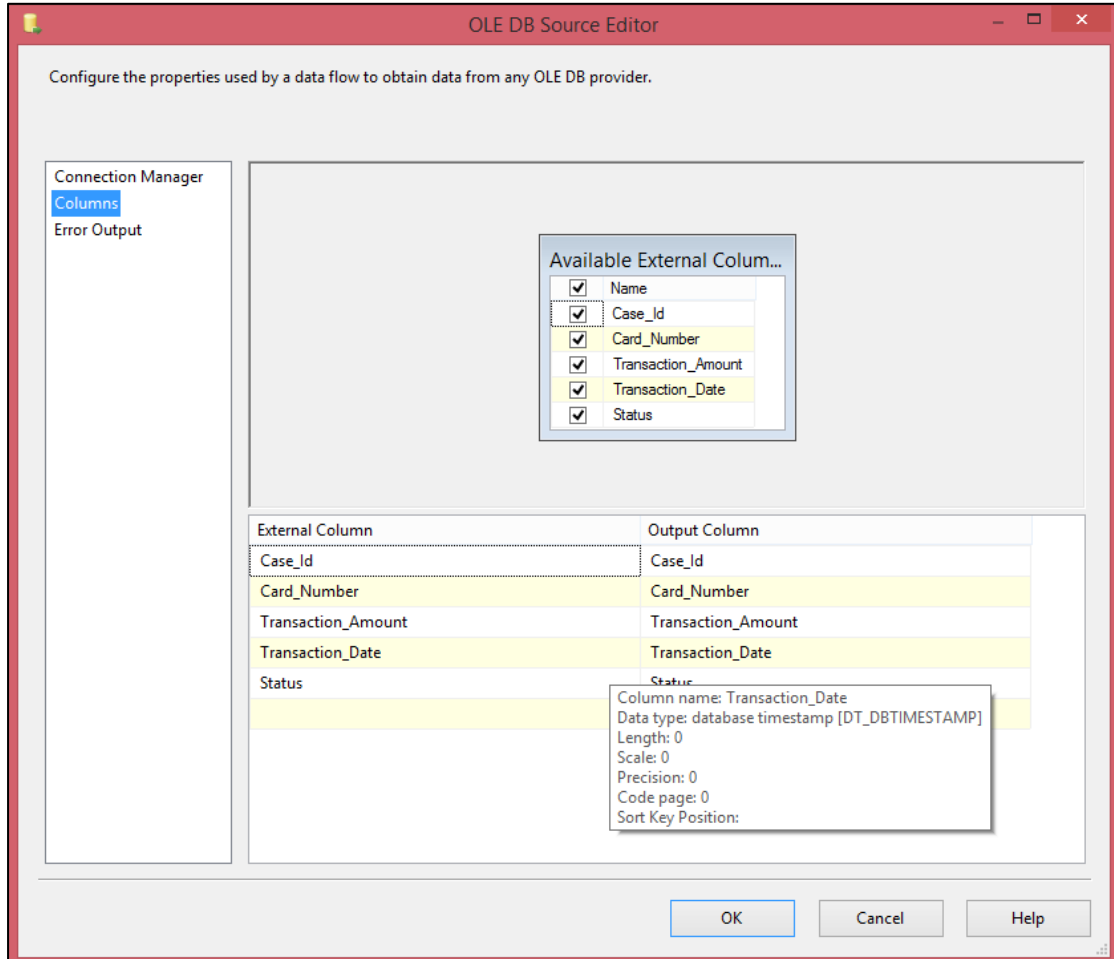 OLE DB Source Editor
Configure the properties used by a data flow to obtain data from any OLE DB provider.
Connection Manager
Columns
Error Output
Available External Colum...
Name
Case_Id
Card_Number
Transaction_Amount
Transaction_Date
Status
External Column Output Column
Case_Id Case_Id
Card_Number Card_Number
Transaction_Amount Transaction_Amount
Transaction_Date Transaction_Date
Status Status
Column name: Transaction_Date
Data type: database timestamp [DT_DBTIMESTAMP]
Length: 0
Scale: 0
Precision: 0
Code page: 0
Sort Key Position:
OK Cancel Help